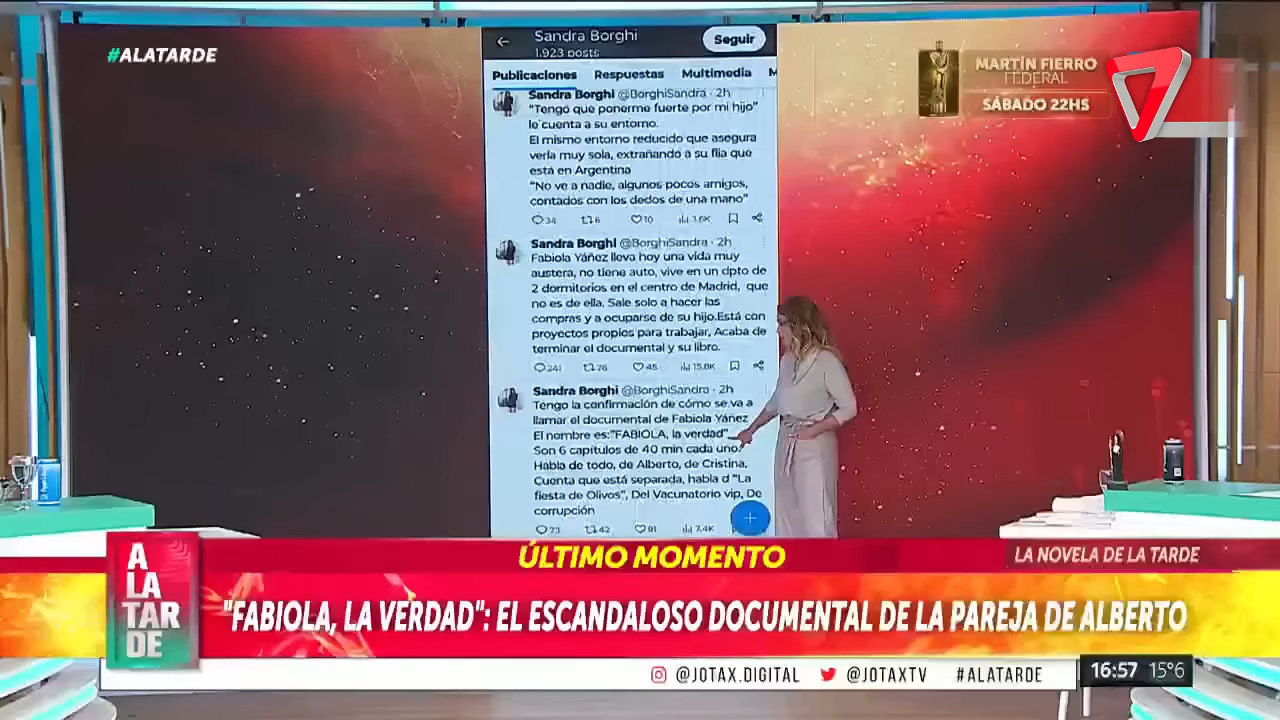 #ALATARDE
MARTÍN FIERRO
FEDERAL
SÁBADO 22HS
Sandra Borghi
1.923 posts
Seguir
Publicaciones Respuestas Multimedia M
Sandra Borghi @BorghiSandra · 2h
"Tengo que ponerme fuerte por mi hijo"
le cuenta a su entorno.
El mismo entorno reducido que asegura
verla muy sola, extrañando a su flia que
está en Argentina
"No ve a nadie, algunos pocos amigos,
contados con los dedos de una mano"
34 6 10 1.6K
Sandra Borghi @BorghiSandra · 2h
Fabiola Yáñez lleva hoy una vida muy
austera, no tiene auto, vive en un dpto de
2 dormitorios en el centro de Madrid, que
no es de ella. Sale solo a hacer las
compras y a ocuparse de su hijo.Está con
proyectos propios para trabajar, Acaba de
terminar el documental y su libro.
241 76 45 15.8K
Sandra Borghi @BorghiSandra · 2h
Tengo la confirmación de cómo se va a
llamar el documental de Fabiola Yáñez
El nombre es:"FABIOLA, la verdad"
Son 6 capítulos de 40 min cada uno.
Habla de todo, de Alberto, de Cristina,
Cuenta que está separada, habla d "La
fiesta de Olivos", Del Vacunatorio vip, De
corrupción
73 42 91 7.4K
ÚLTIMO MOMENTO
LA NOVELA DE LA TARDE
A
LA
TAR
DE
"FABIOLA, LA VERDAD": EL ESCANDALOSO DOCUMENTAL DE LA PAREJA DE ALBERTO
@JOTAX.DIGITAL @JOTAXTV #ALATARDE
16:57 15°6